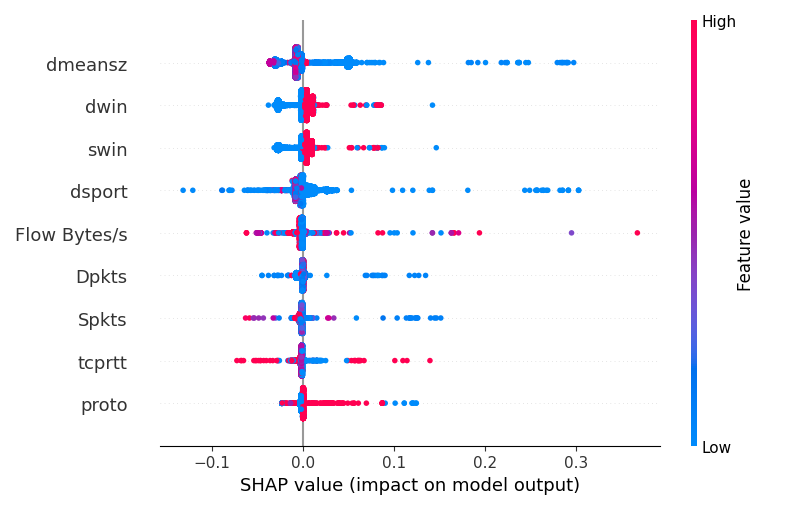 High
dmeansz
dwin
swin
dsport
Flow Bytes/s
Dpkts
Spkts
tcprtt
proto
Feature value
Low
−0.1 0.0 0.1 0.2 0.3
SHAP value (impact on model output)